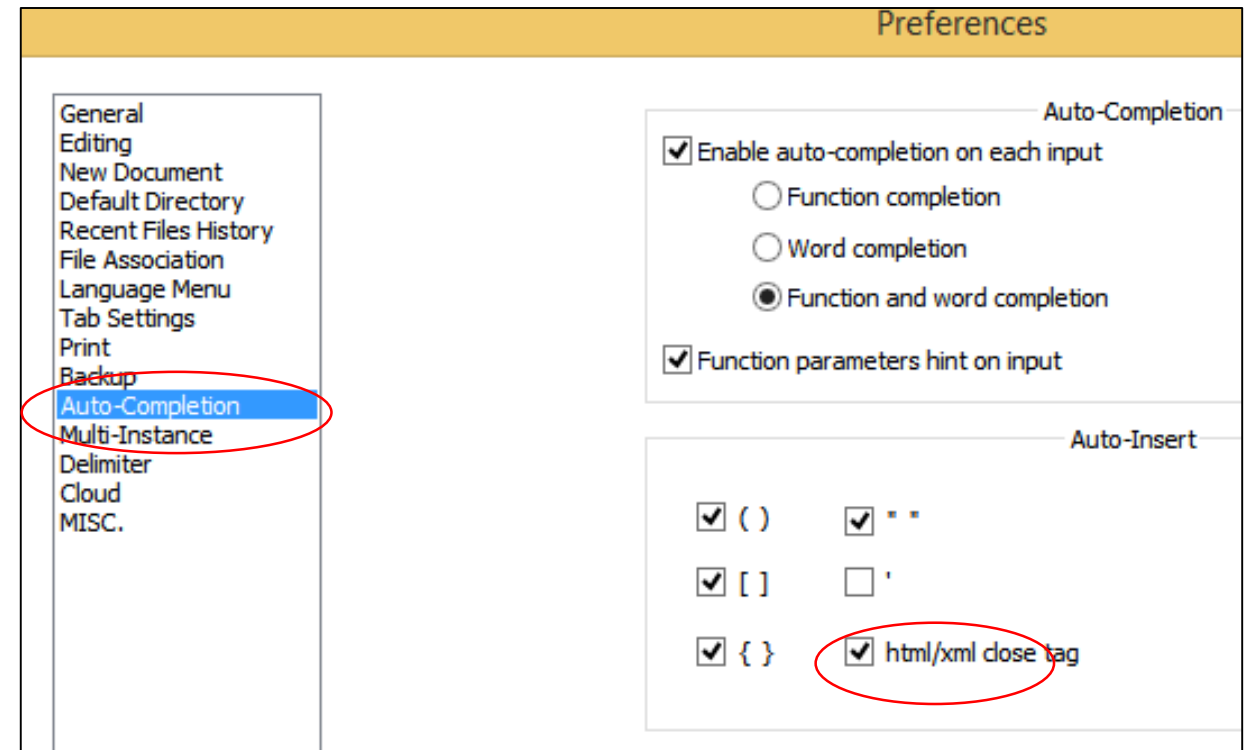 Preferences
General
Editing
New Document
Default Directory
Recent Files History
File Association
Language Menu
Tab Settings
Print
Backup
Auto-Completion
Multi-Instance
Delimiter
Cloud
MISC.
Auto-Completion
Enable auto-completion on each input
Function completion
Word completion
Function and word completion
Function parameters hint on input
Auto-Insert
( ) " "
[ ] '
{ } html/xml close tag